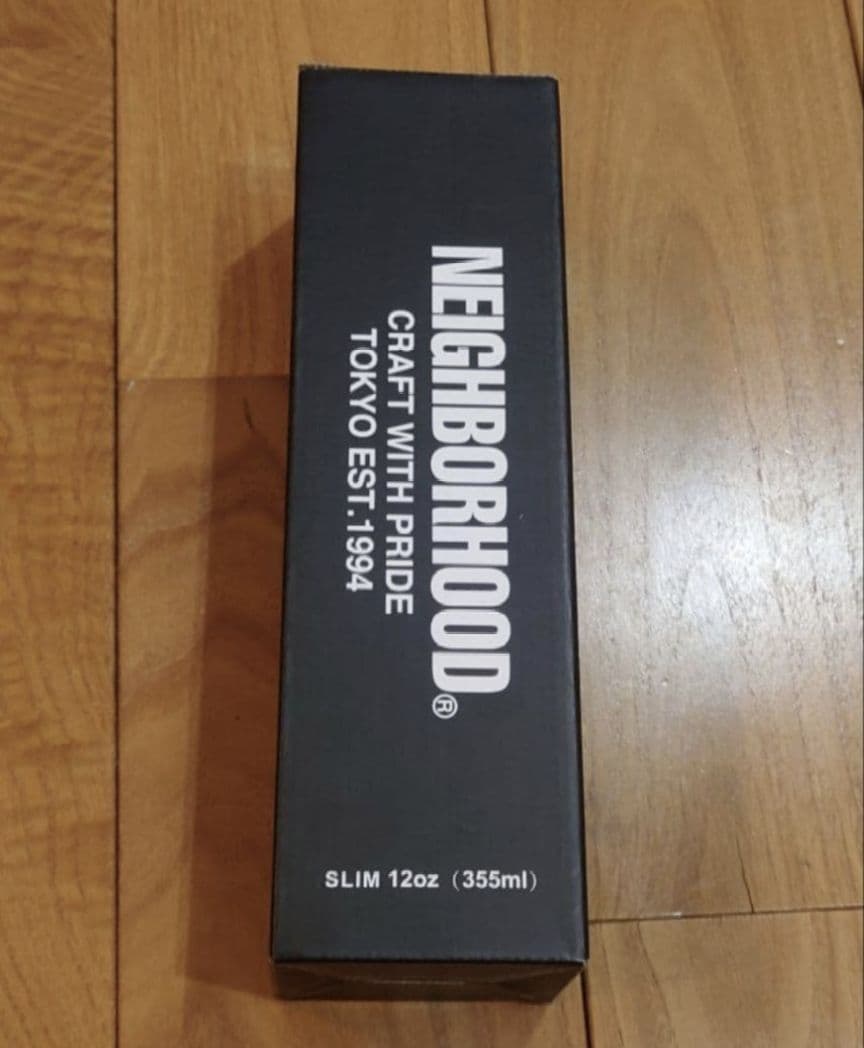 NEIGHBORHOOD®
CRAFT WITH PRIDE
TOKYO EST.1994
SLIM 12oz（355ml）